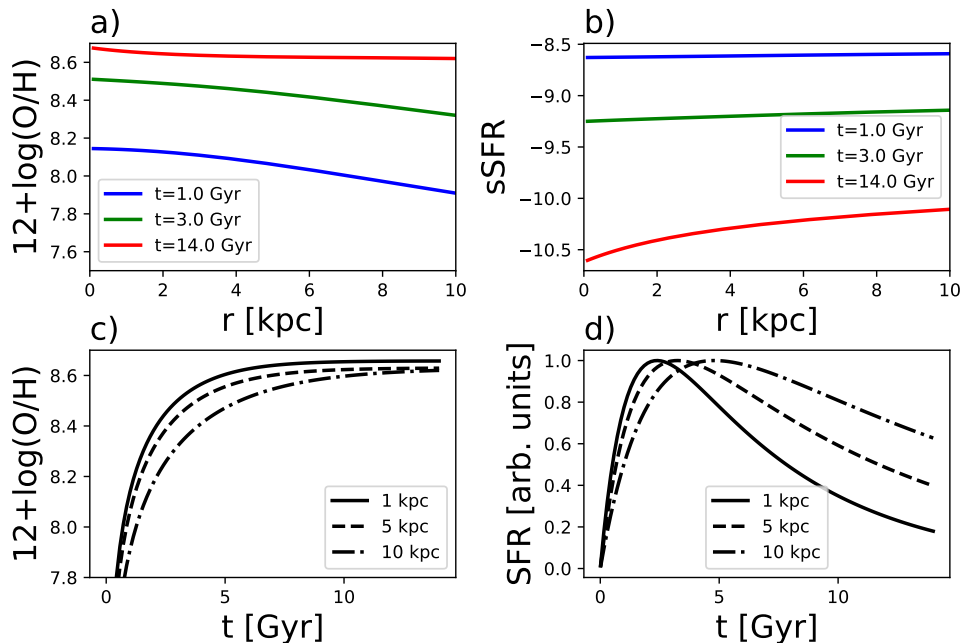 a)
12+log(O/H)
8.6
8.4
8.2
8.0
7.8
7.6
t=1.0 Gyr
t=3.0 Gyr
t=14.0 Gyr
0
2
4
6
8
10
r [kpc]
b)
sSFR
−8.5
−9.0
−9.5
−10.0
−10.5
t=1.0 Gyr
t=3.0 Gyr
t=14.0 Gyr
0
2
4
6
8
10
r [kpc]
c)
12+log(O/H)
8.6
8.4
8.2
8.0
7.8
1 kpc
5 kpc
10 kpc
0
5
10
t [Gyr]
d)
SFR [arb. units]
1.0
0.8
0.6
0.4
0.2
0.0
1 kpc
5 kpc
10 kpc
0
5
10
t [Gyr]